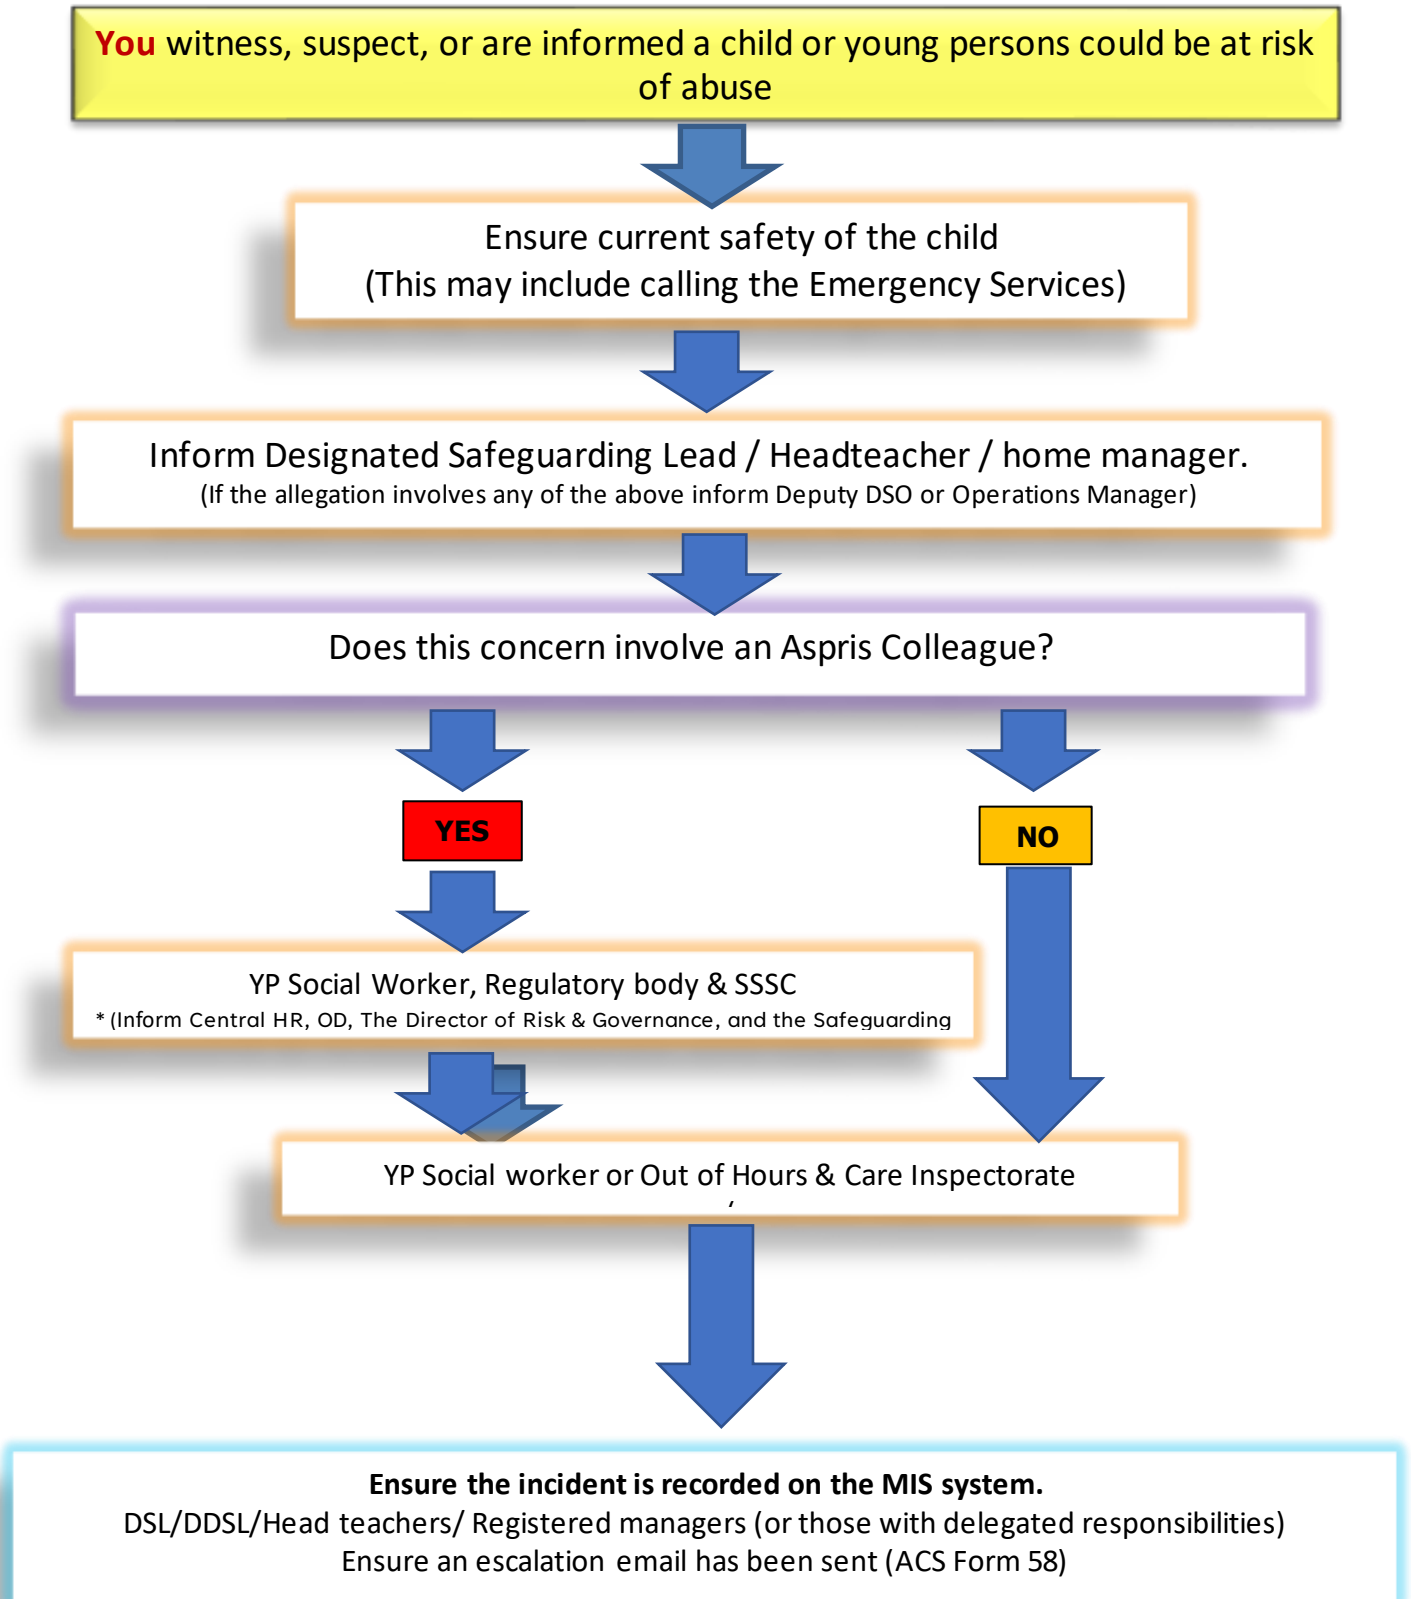 You witness, suspect, or are informed a child or young persons could be at risk
of abuse
Ensure current safety of the child
(This may include calling the Emergency Services)
Inform Designated Safeguarding Lead / Headteacher / home manager.
(If the allegation involves any of the above inform Deputy DSO or Operations Manager)
Does this concern involve an Aspris Colleague?
YES
NO
YP Social Worker, Regulatory body & SSSC
* (Inform Central HR, OD, The Director of Risk & Governance, and the Safeguarding
YP Social worker or Out of Hours & Care Inspectorate
Ensure the incident is recorded on the MIS system.
DSL/DDSL/Head teachers/ Registered managers (or those with delegated responsibilities)
Ensure an escalation email has been sent (ACS Form 58)